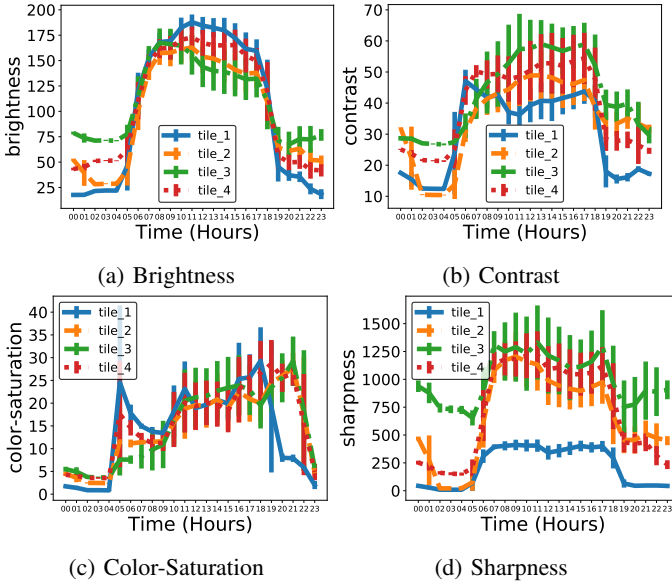 200
175
150
125
100
75
50
25
brightness
tile_1
tile_2
tile_3
tile_4
00 01 02 03 04 05 06 07 08 09 10 11 12 13 14 15 16 17 18 19 20 21 22 23
Time (Hours)
(a) Brightness
70
60
50
40
30
20
10
contrast
tile_1
tile_2
tile_3
tile_4
00 01 02 03 04 05 06 07 08 09 10 11 12 13 14 15 16 17 18 19 20 21 22 23
Time (Hours)
(b) Contrast
40
35
30
25
20
15
10
5
0
color-saturation
tile_1
tile_2
tile_3
tile_4
00 01 02 03 04 05 06 07 08 09 10 11 12 13 14 15 16 17 18 19 20 21 22 23
Time (Hours)
(c) Color-Saturation
1500
1250
1000
750
500
250
0
sharpness
tile_1
tile_2
tile_3
tile_4
00 01 02 03 04 05 06 07 08 09 10 11 12 13 14 15 16 17 18 19 20 21 22 23
Time (Hours)
(d) Sharpness